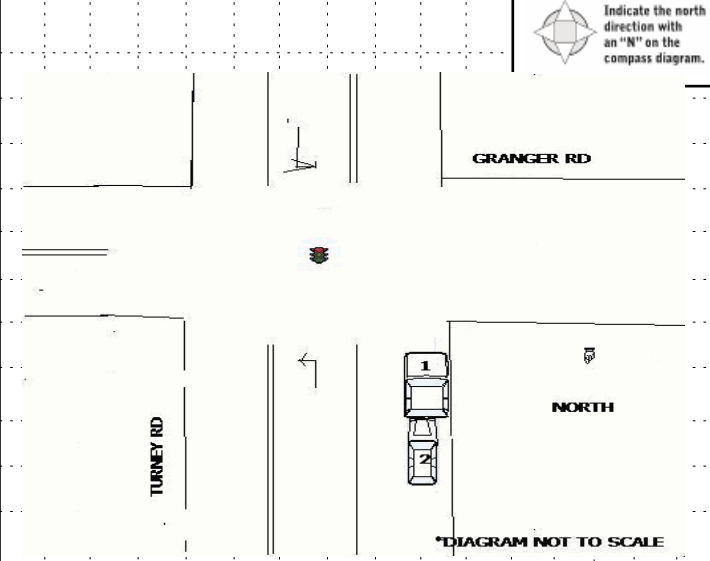 Indicate the north
direction with
an "N" on the
compass diagram.
GRANGER RD
1
NORTH
TURNEY RD
2
*DIAGRAM NOT TO SCALE